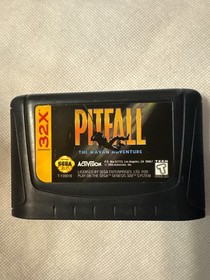 32X
PITFALL
THE MAYAN ADVENTURE
SEGA
ACTIVISION
LICENSED BY SEGA ENTERPRISES, LTD. FOR
PLAY ON THE SEGA GENESIS 32X SYSTEM